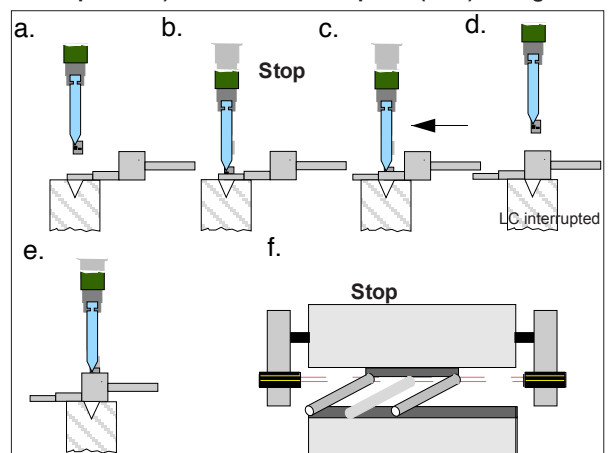 a.
b.
c.
d.
Stop
LC interrupted
e.
f.
Stop